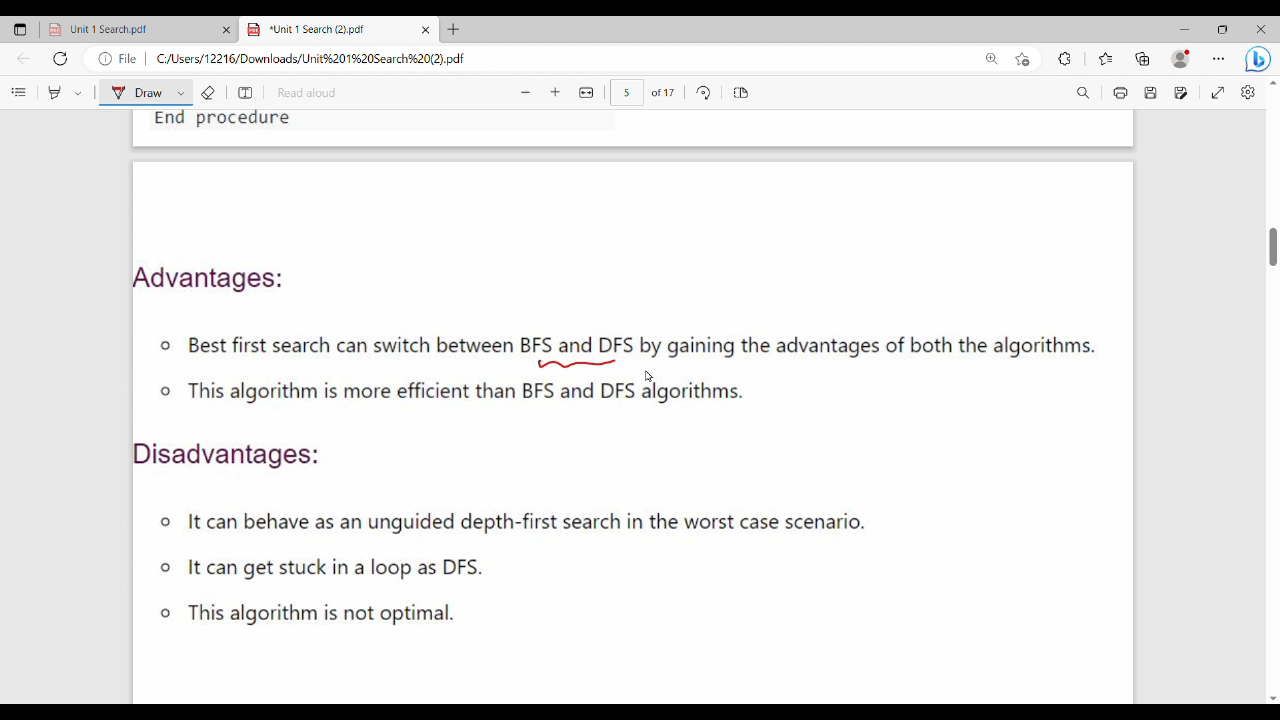 Unit 1 Search.pdf
*Unit 1 Search (2).pdf
File
C:/Users/12216/Downloads/Unit%201%20Search%20(2).pdf
Draw
Read aloud
5 of 17
End procedure
Advantages:
Best first search can switch between BFS and DFS by gaining the advantages of both the algorithms.
This algorithm is more efficient than BFS and DFS algorithms.
Disadvantages:
It can behave as an unguided depth-first search in the worst case scenario.
It can get stuck in a loop as DFS.
This algorithm is not optimal.